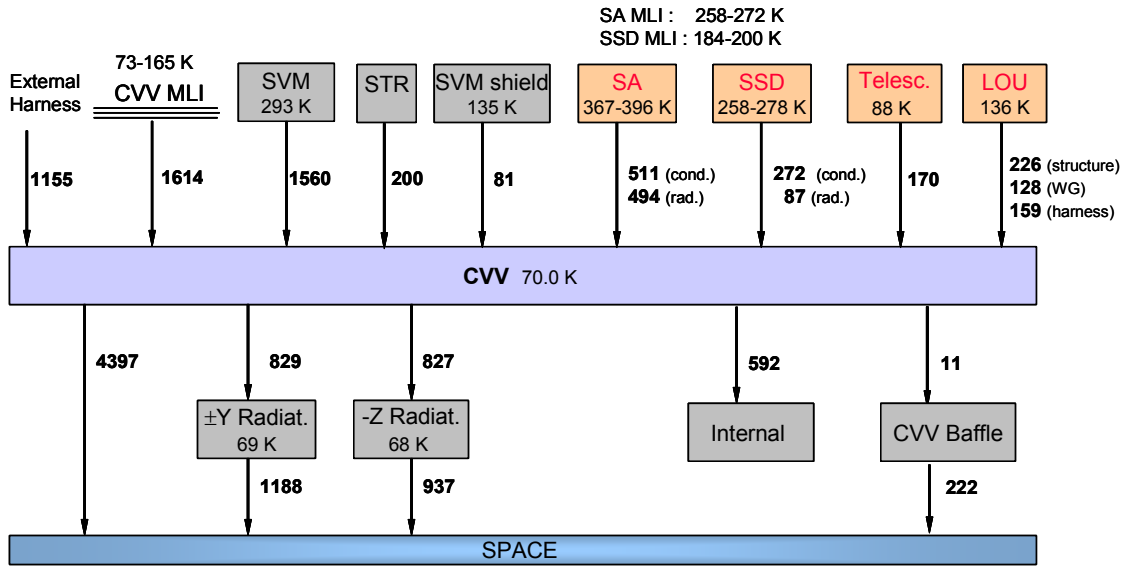 SA MLI : 258-272 K
SSD MLI : 184-200 K
External
Harness
73-165 K
CVV MLI
SVM
293 K
STR
SVM shield
135 K
SA
367-396 K
SSD
258-278 K
Telesc.
88 K
LOU
136 K
1155
1614
1560
200
81
511 (cond.)
494 (rad.)
272 (cond.)
87 (rad.)
170
226 (structure)
128 (WG)
159 (harness)
CVV 70.0 K
4397
829
827
592
11
±Y Radiat.
69 K
-Z Radiat.
68 K
Internal
CVV Baffle
1188
937
222
SPACE